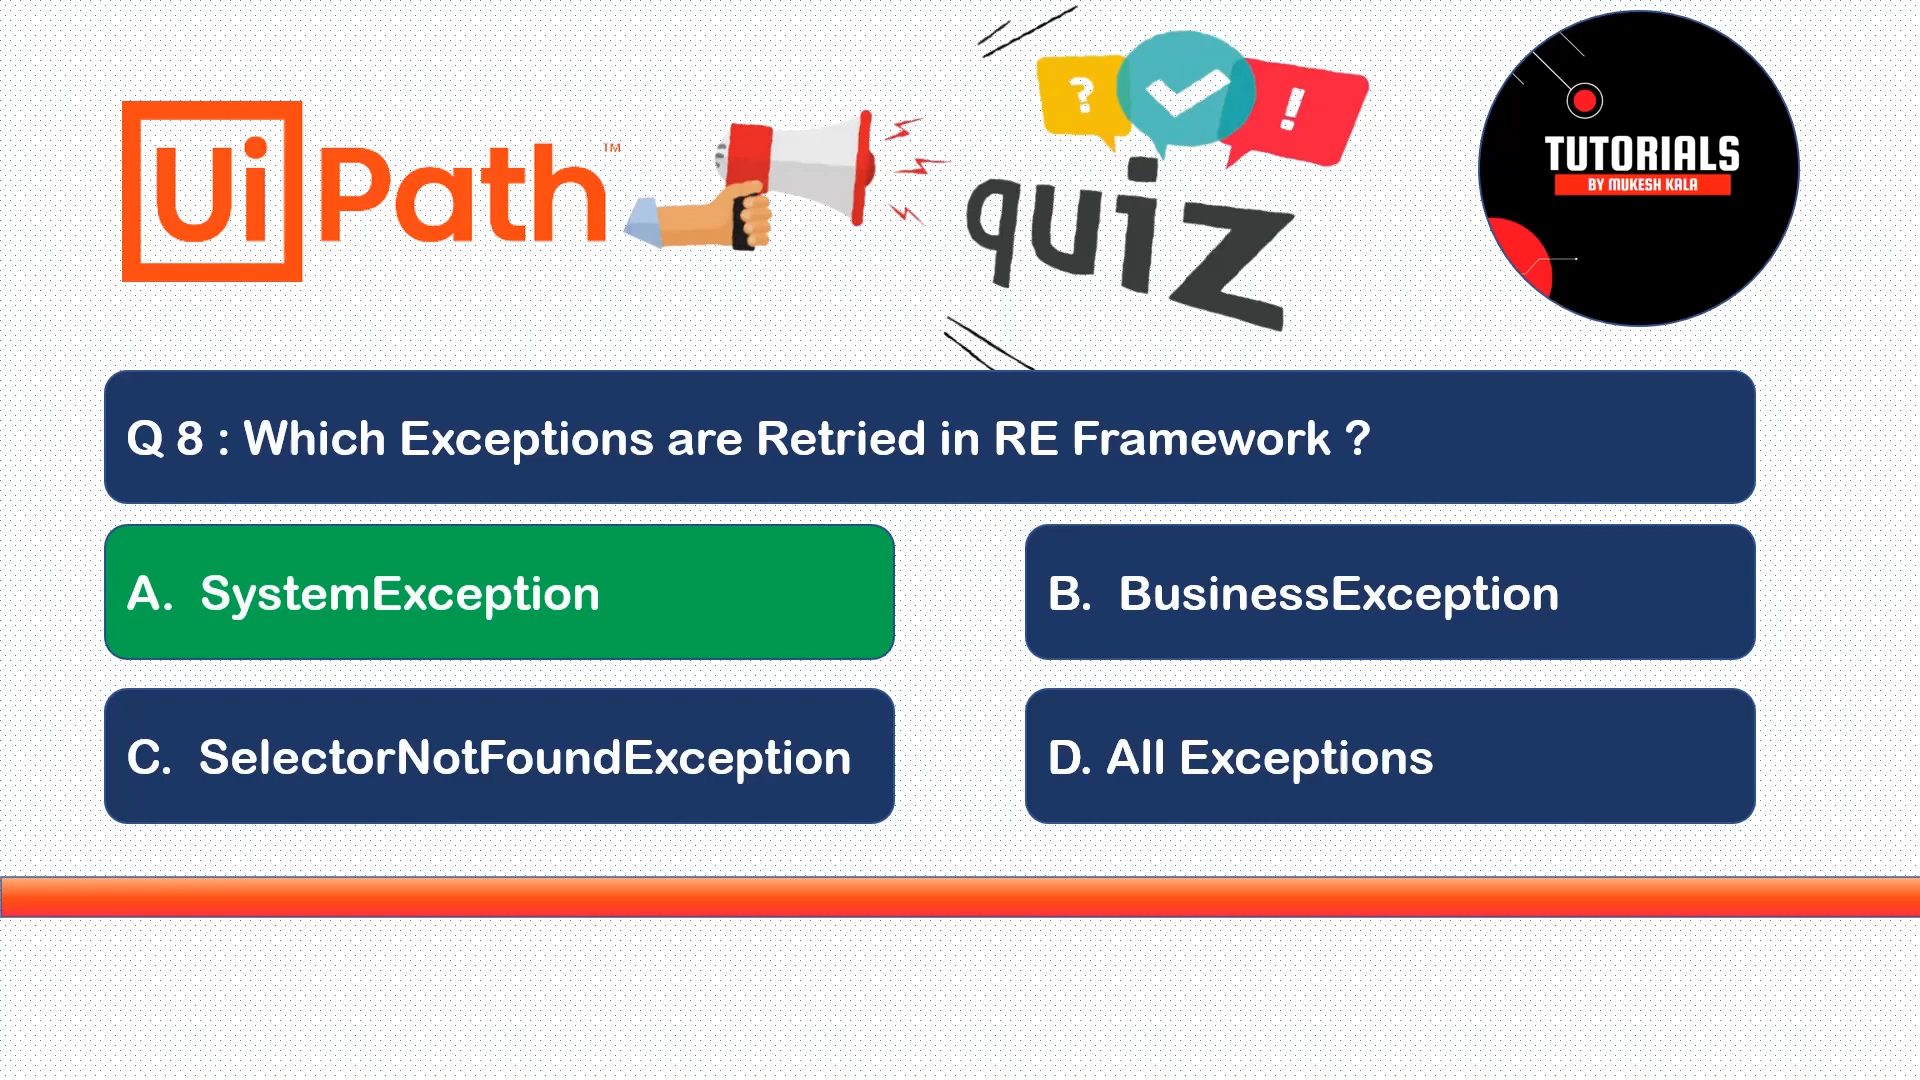 UiPath™
? !
quiz
TUTORIALS
BY MUKESH KALA
Q 8 : Which Exceptions are Retried in RE Framework ?
A. SystemException
B. BusinessException
C. SelectorNotFoundException
D. All Exceptions